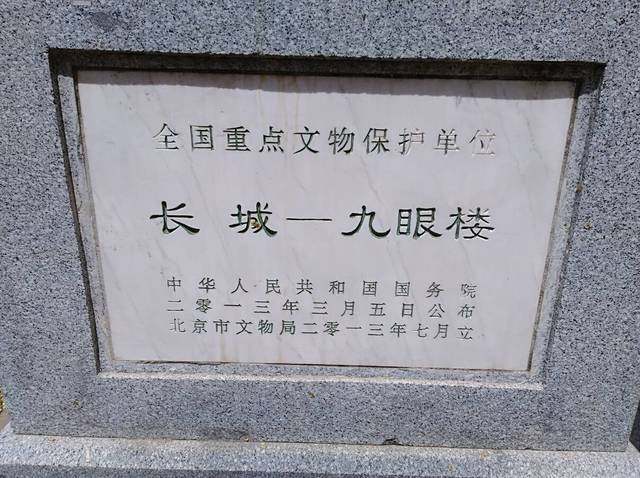 全国重点文物保护单位
长城—九眼楼
中华人民共和国国务院
二零一三年三月五日公布
北京市文物局二零一三年七月立